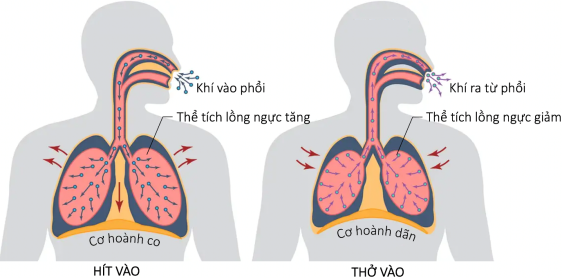 Khí vào phổi
Thể tích lồng ngực tăng
Cơ hoành co
HÍT VÀO
Khí ra từ phổi
Thể tích lồng ngực giảm
Cơ hoành dãn
THỞ VÀO